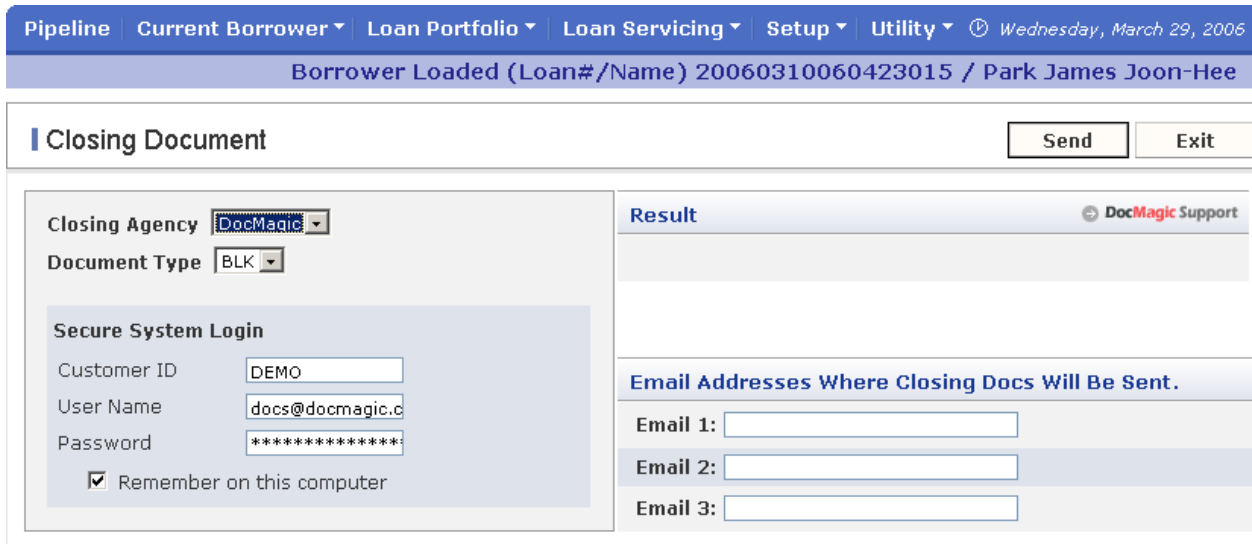 Pipeline Current Borrower Loan Portfolio Loan Servicing Setup Utility Wednesday, March 29, 2006
Borrower Loaded (Loan#/Name) 20060310060423015 / Park James Joon-Hee
Closing Document Send Exit
Closing Agency DocMagic
Document Type BLK
Secure System Login
Customer ID DEMO
User Name docs@docmagic.c
Password **************
Remember on this computer
Result DocMagic Support
Email Addresses Where Closing Docs Will Be Sent.
Email 1:
Email 2:
Email 3: